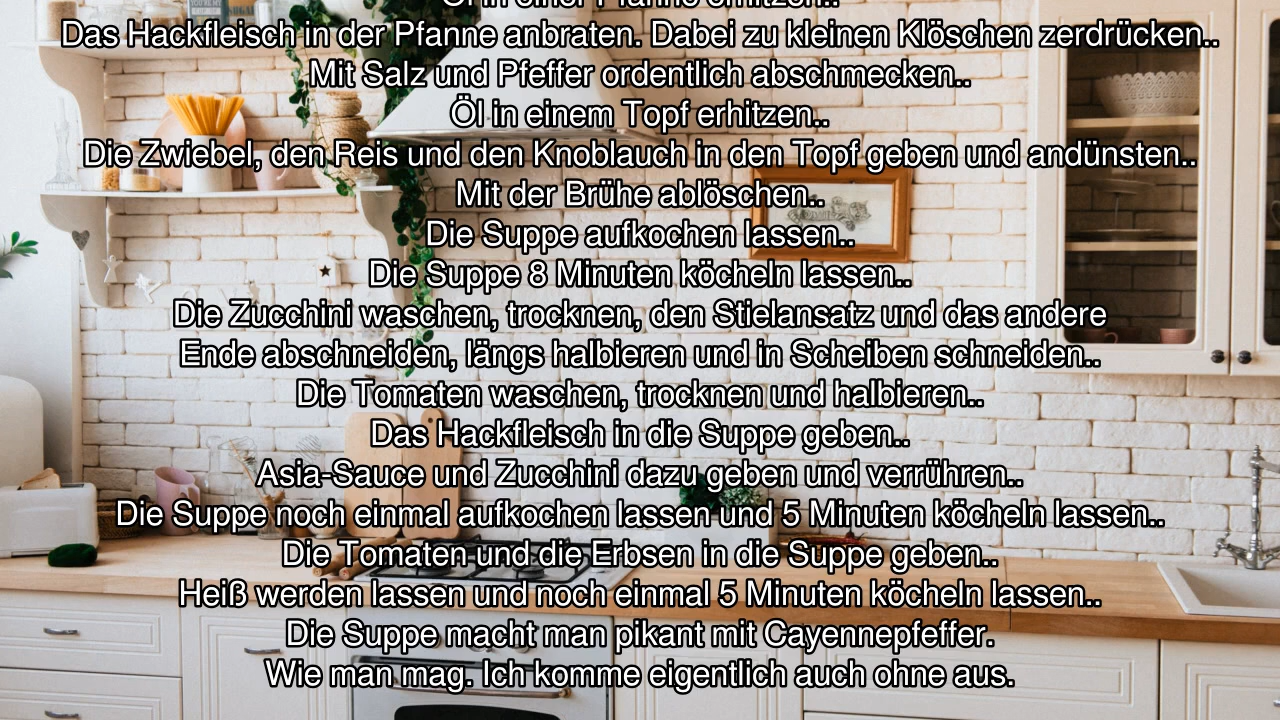 Öl in einer Pfanne erhitzen..
Das Hackfleisch in der Pfanne anbraten. Dabei zu kleinen Klöschen zerdrücken..
Mit Salz und Pfeffer ordentlich abschmecken..
Öl in einem Topf erhitzen..
Die Zwiebel, den Reis und den Knoblauch in den Topf geben und andünsten..
Mit der Brühe ablöschen..
Die Suppe aufkochen lassen..
Die Suppe 8 Minuten köcheln lassen..
Die Zucchini waschen, trocknen, den Stielansatz und das andere
Ende abschneiden, längs halbieren und in Scheiben schneiden..
Die Tomaten waschen, trocknen und halbieren..
Das Hackfleisch in die Suppe geben..
Asia-Sauce und Zucchini dazu geben und verrühren..
Die Suppe noch einmal aufkochen lassen und 5 Minuten köcheln lassen..
Die Tomaten und die Erbsen in die Suppe geben..
Heiß werden lassen und noch einmal 5 Minuten köcheln lassen..
Die Suppe macht man pikant mit Cayennepfeffer.
Wie man mag. Ich komme eigentlich auch ohne aus.